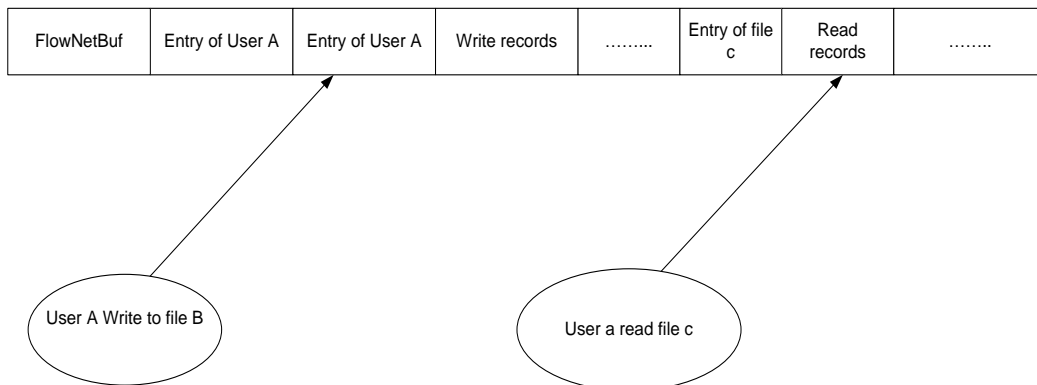 FlowNetBuf
Entry of User A
Entry of User A
Write records
……...
Entry of file
c
Read
records
……..
User A Write to file B
User a read file c